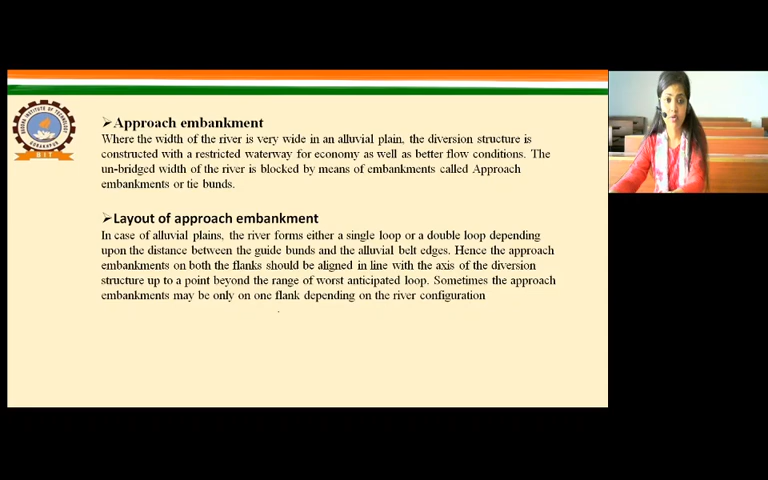 ➢Approach embankment
Where the width of the river is very wide in an alluvial plain, the diversion structure is
constructed with a restricted waterway for economy as well as better flow conditions. The
un-bridged width of the river is blocked by means of embankments called Approach
embankments or tie bunds.
➢Layout of approach embankment
In case of alluvial plains, the river forms either a single loop or a double loop depending
upon the distance between the guide bunds and the alluvial belt edges. Hence the approach
embankments on both the flanks should be aligned in line with the axis of the diversion
structure up to a point beyond the range of worst anticipated loop. Sometimes the approach
embankments may be only on one flank depending on the river configuration
BIT